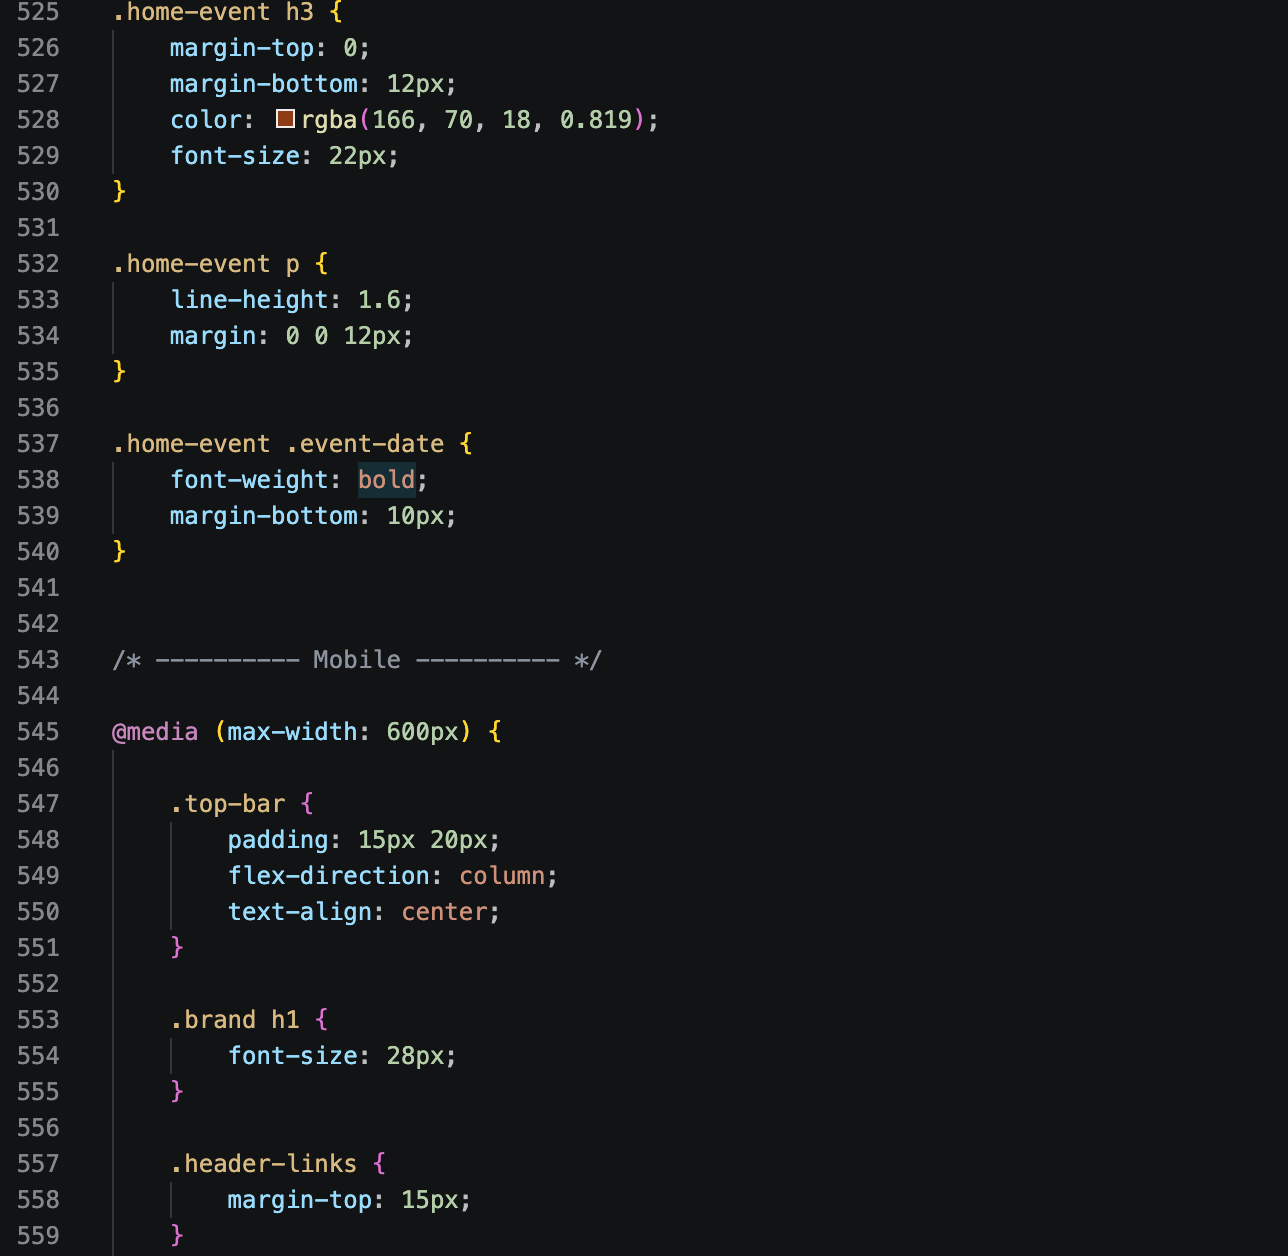 525 .home-event h3 {
526     margin-top: 0;
527     margin-bottom: 12px;
528     color: rgba(166, 70, 18, 0.819);
529     font-size: 22px;
530 }
531
532 .home-event p {
533     line-height: 1.6;
534     margin: 0 0 12px;
535 }
536
537 .home-event .event-date {
538     font-weight: bold;
539     margin-bottom: 10px;
540 }
541
542
543 /* ---------- Mobile ---------- */
544
545 @media (max-width: 600px) {
546
547     .top-bar {
548         padding: 15px 20px;
549         flex-direction: column;
550         text-align: center;
551     }
552
553     .brand h1 {
554         font-size: 28px;
555     }
556
557     .header-links {
558         margin-top: 15px;
559     }